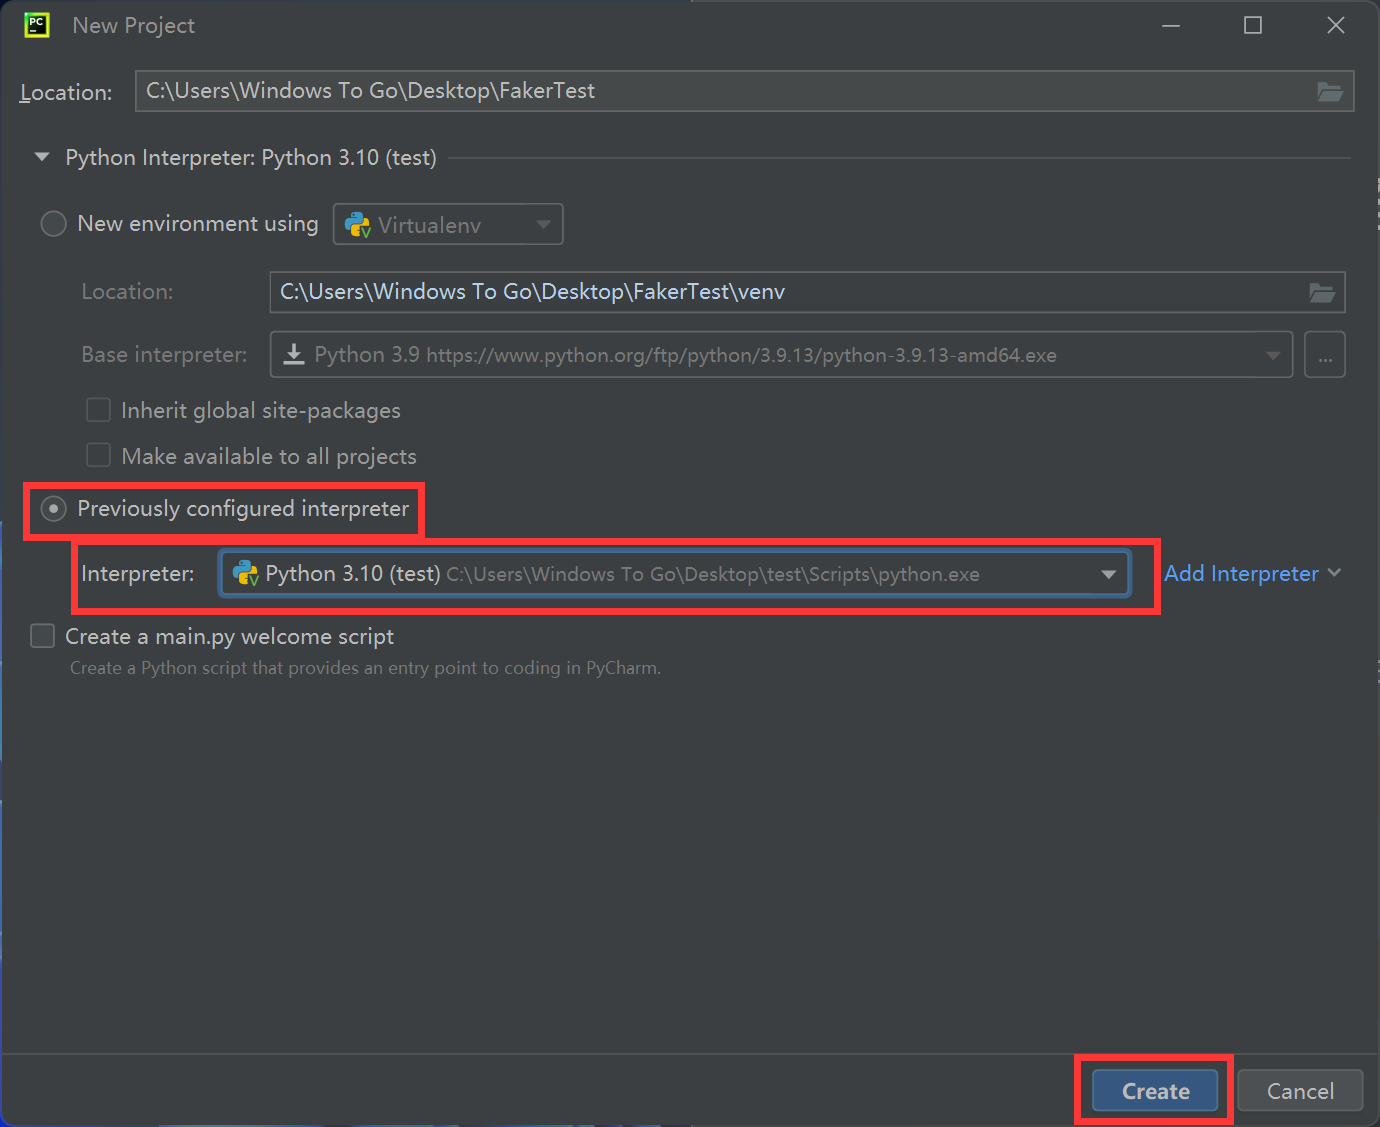 PC New Project
Location: C:\Users\Windows To Go\Desktop\FakerTest
Python Interpreter: Python 3.10 (test)
New environment using Virtualenv
Location: C:\Users\Windows To Go\Desktop\FakerTest\venv
Base interpreter: Python 3.9 https://www.python.org/ftp/python/3.9.13/python-3.9.13-amd64.exe ...
Inherit global site-packages
Make available to all projects
Previously configured interpreter
Interpreter: Python 3.10 (test) C:\Users\Windows To Go\Desktop\test\Scripts\python.exe Add Interpreter
Create a main.py welcome script
Create a Python script that provides an entry point to coding in PyCharm.
Create Cancel